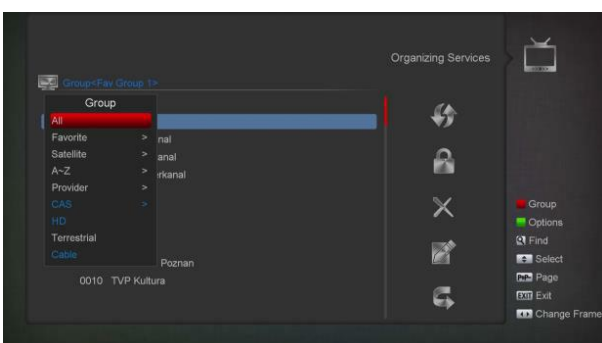 Organizing Services
Group<Fav Group 1>
Group
All
Favorite >
nal
Satellite >
anal
A~Z >
rkanal
Provider >
CAS >
HD
Terrestrial
Cable
Poznan
0010 TVP Kultura
Group
Options
Find
Select
Page
EXIT Exit
Change Frame